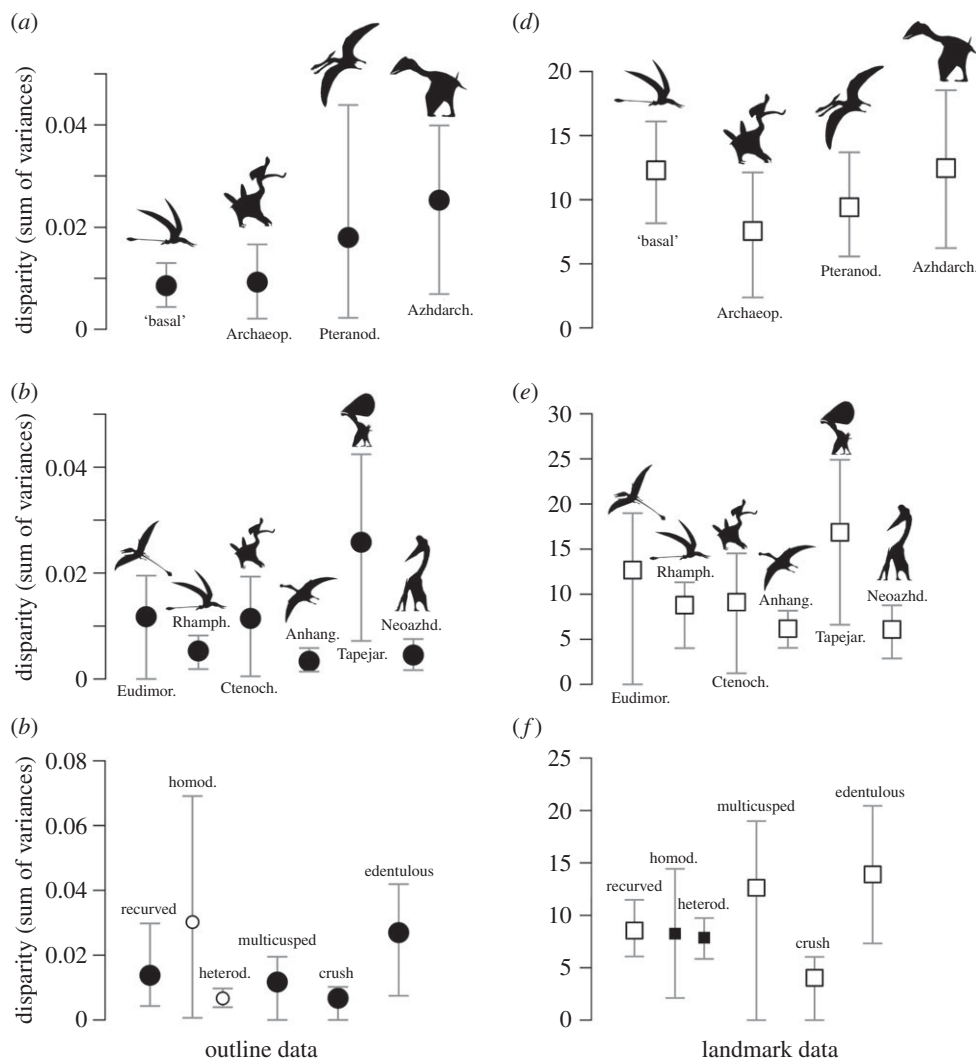 (a)
disparity (sum of variances)
0.04
0.02
0
'basal'
Archaeop.
Pteranod.
Azhdarch.
(d)
20
15
10
5
0
'basal'
Archaeop.
Pteranod.
Azhdarch.
(b)
disparity (sum of variances)
0.04
0.02
0
Eudimor.
Rhamph.
Ctenoch.
Anhang.
Tapejar.
Neoazhd.
(e)
30
25
20
15
10
5
0
Eudimor.
Rhamph.
Ctenoch.
Anhang.
Tapejar.
Neoazhd.
(b)
disparity (sum of variances)
0.08
0.06
0.04
0.02
0
recurved
homod.
heterod.
multicusped
crush
edentulous
outline data
(f)
25
20
15
10
5
0
recurved
homod.
heterod.
multicusped
crush
edentulous
landmark data